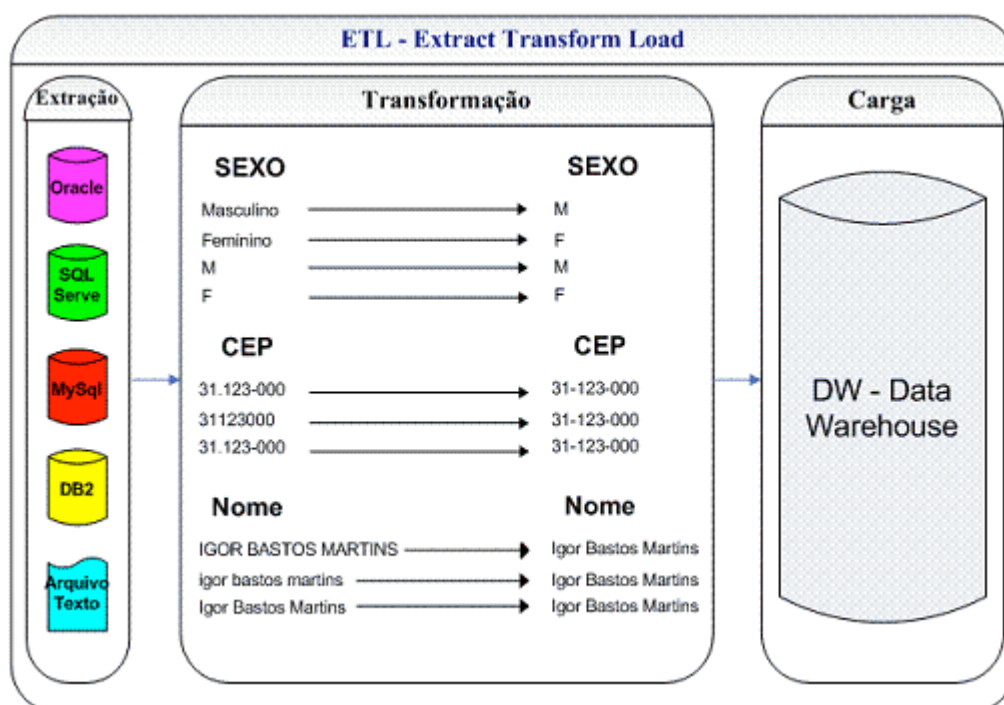 ETL - Extract Transform Load
Extração
Oracle
SQL
Serve
MySql
DB2
Arquivo
Texto
Transformação
SEXO SEXO
Masculino M
Feminino F
M M
F F
CEP CEP
31.123-000 31-123-000
31123000 31-123-000
31.123-000 31-123-000
Nome Nome
IGOR BASTOS MARTINS Igor Bastos Martins
igor bastos martins Igor Bastos Martins
Igor Bastos Martins Igor Bastos Martins
Carga
DW - Data
Warehouse